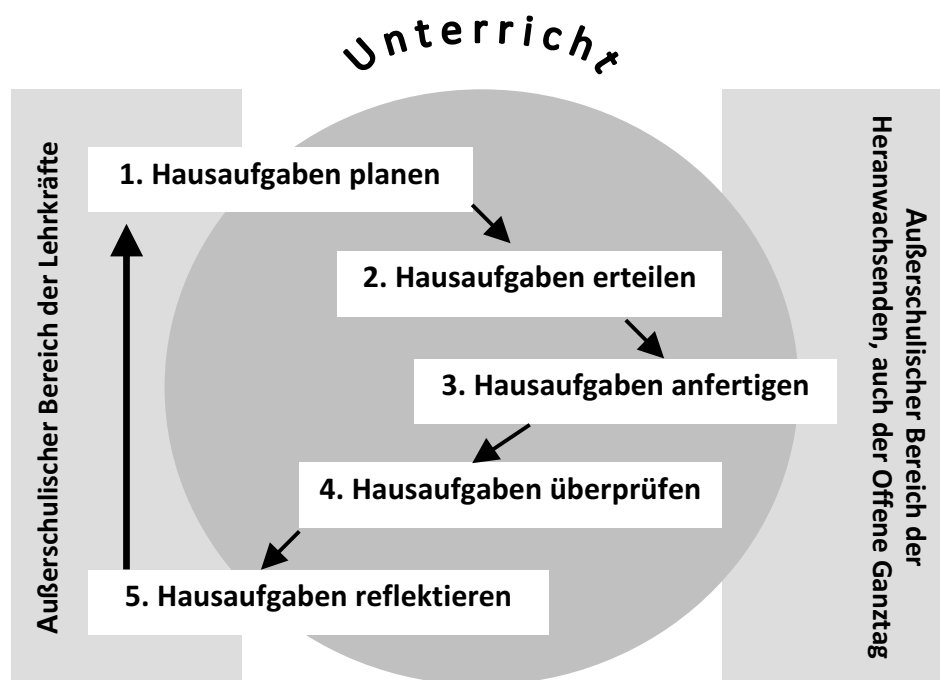 Unterricht
Außerschulischer Bereich der Lehrkräfte
1. Hausaufgaben planen
2. Hausaufgaben erteilen
3. Hausaufgaben anfertigen
4. Hausaufgaben überprüfen
5. Hausaufgaben reflektieren
Außerschulischer Bereich der
Heranwachsenden, auch der Offene Ganztag